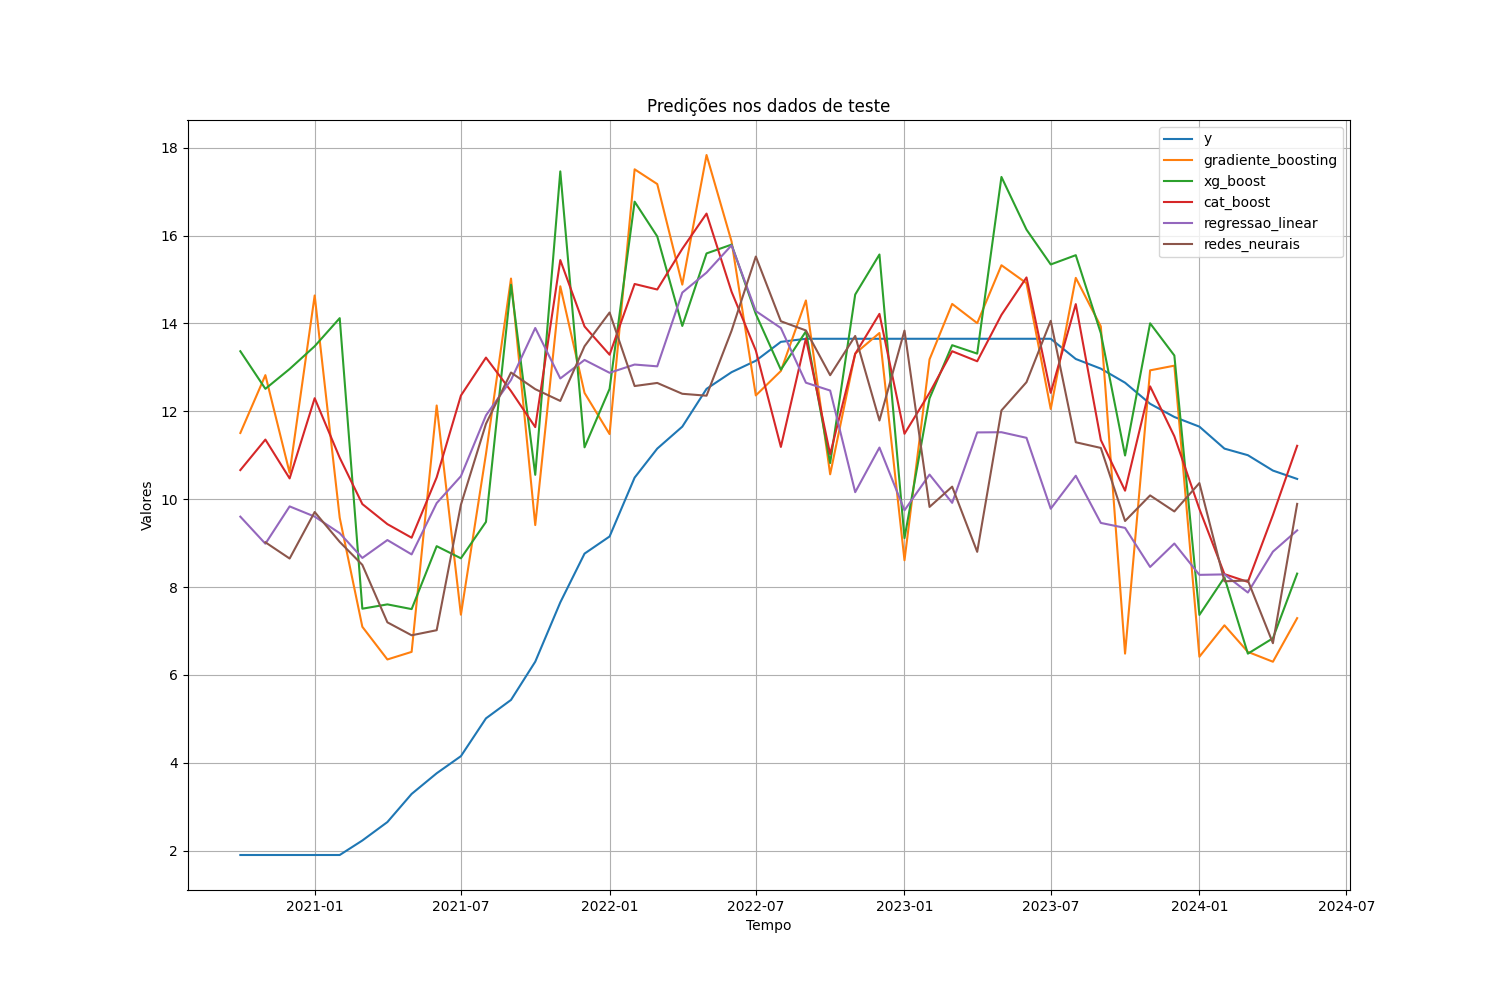 Predições nos dados de teste
y
gradiente_boosting
xg_boost
cat_boost
regressao_linear
redes_neurais
Valores
18
16
14
12
10
8
6
4
2
2021-01
2021-07
2022-01
2022-07
2023-01
2023-07
2024-01
2024-07
Tempo